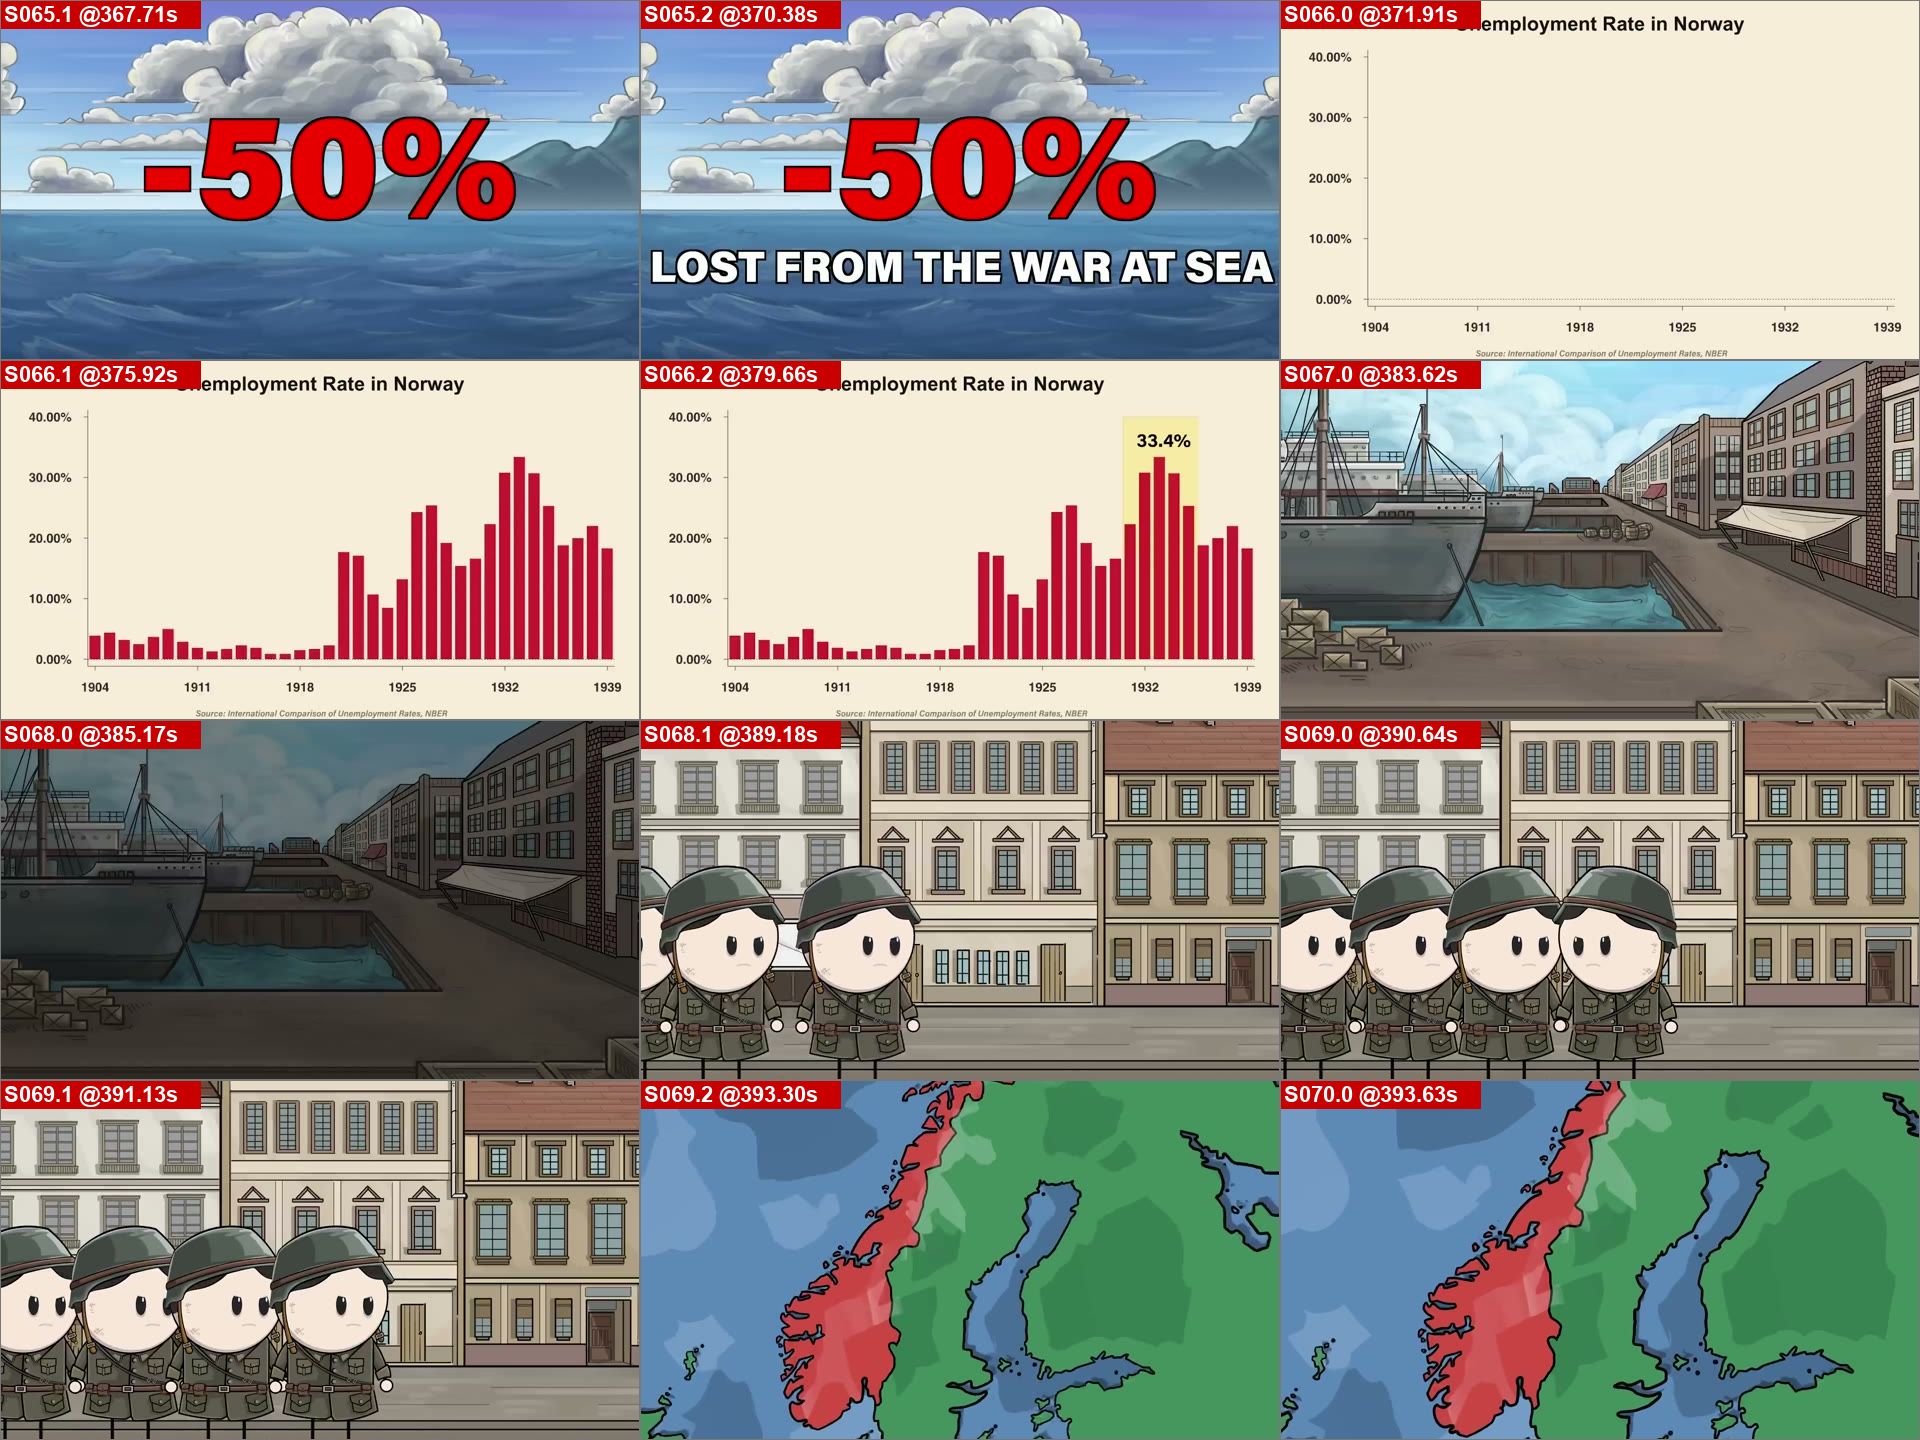 S065.1 @367.71s
-50%
S065.2 @370.38s
-50%
LOST FROM THE WAR AT SEA
S066.0 @371.91s
employment Rate in Norway
40.00%
30.00%
20.00%
10.00%
0.00%
1904 1911 1918 1925 1932 1939
Source: International Comparison of Unemployment Rates, NBER
S066.1 @375.92s
employment Rate in Norway
40.00%
30.00%
20.00%
10.00%
0.00%
1904 1911 1918 1925 1932 1939
Source: International Comparison of Unemployment Rates, NBER
S066.2 @379.66s
employment Rate in Norway
40.00%
33.4%
30.00%
20.00%
10.00%
0.00%
1904 1911 1918 1925 1932 1939
Source: International Comparison of Unemployment Rates, NBER
S067.0 @383.62s
S068.0 @385.17s
S068.1 @389.18s
S069.0 @390.64s
S069.1 @391.13s
S069.2 @393.30s
S070.0 @393.63s